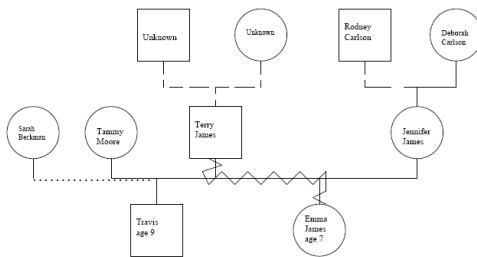 Unknown
Unknown
Rodney
Carlson
Deborah
Carlson
Sarah
Beckman
Tammy
Moore
Terry
James
Jennifer
James
Travis
age 9
Emma
James
age 7